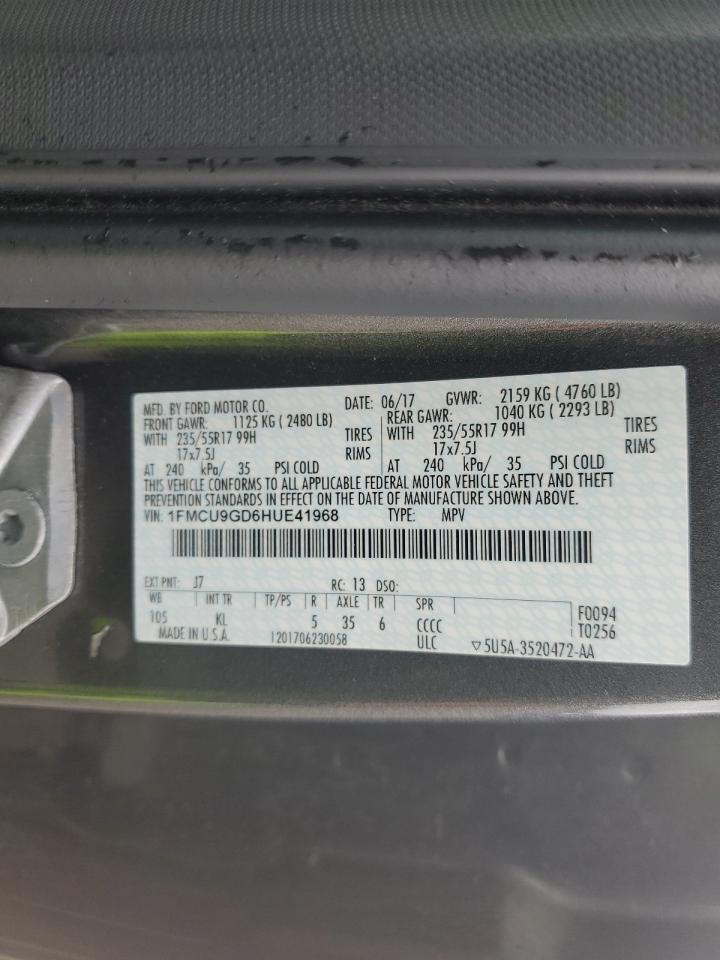 MFD. BY FORD MOTOR CO. DATE: 06/17 GVWR: 2159 KG ( 4760 LB)
FRONT GAWR: 1125 KG ( 2480 LB) REAR GAWR: 1040 KG ( 2293 LB)
WITH 235/55R17 99H TIRES WITH 235/55R17 99H TIRES
17x7.5J RIMS 17x7.5J RIMS
AT 240 kPa/ 35 PSI COLD AT 240 kPa/ 35 PSI COLD
THIS VEHICLE CONFORMS TO ALL APPLICABLE FEDERAL MOTOR VEHICLE SAFETY AND THEFT
PREVENTION STANDARDS IN EFFECT ON THE DATE OF MANUFACTURE SHOWN ABOVE.
VIN: 1FMCU9GD6HUE41968 TYPE: MPV
EXT PNT: J7 RC: 13 DSO:
WB INT TR TP/PS R AXLE TR SPR F0094
105 KL 5 35 6 CCCC T0256
MADE IN U.S.A. 1201706230058 ULC ▽5U5A-3520472-AA